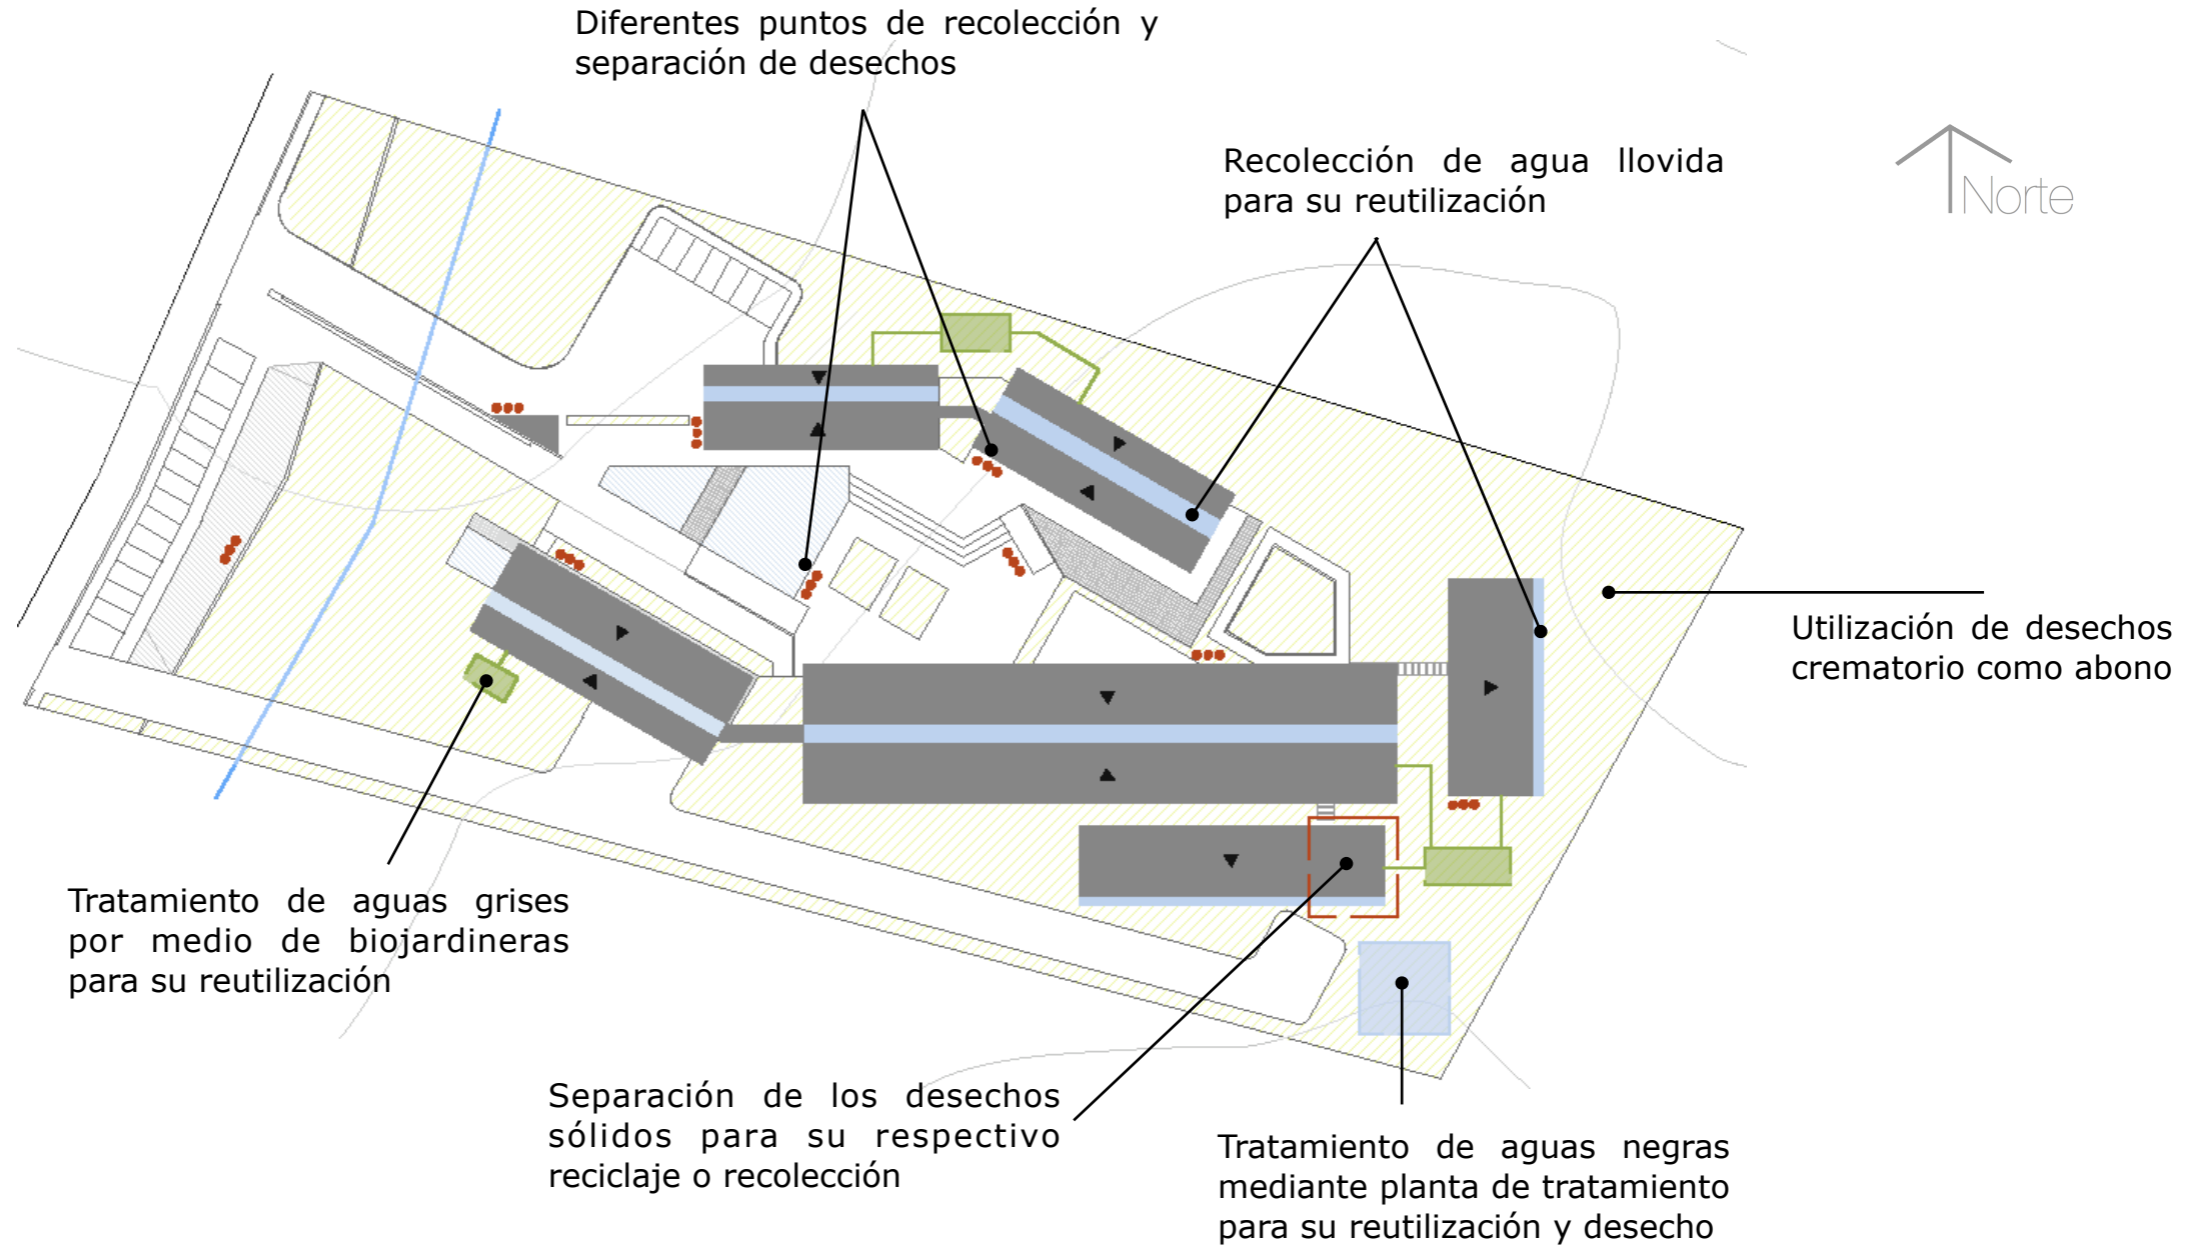 Diferentes puntos de recolección y
separación de desechos
Recolección de agua llovida
para su reutilización
Norte
Utilización de desechos
crematorio como abono
Tratamiento de aguas grises
por medio de biojardineras
para su reutilización
Separación de los desechos
sólidos para su respectivo
reciclaje o recolección
Tratamiento de aguas negras
mediante planta de tratamiento
para su reutilización y desecho